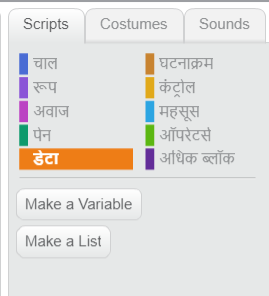 Scripts Costumes Sounds
चाल घटनाक्रम
रूप कंट्रोल
अवाज महसूस
पेन ऑपरेटर्स
डेटा अधिक ब्लॉक
Make a Variable
Make a List